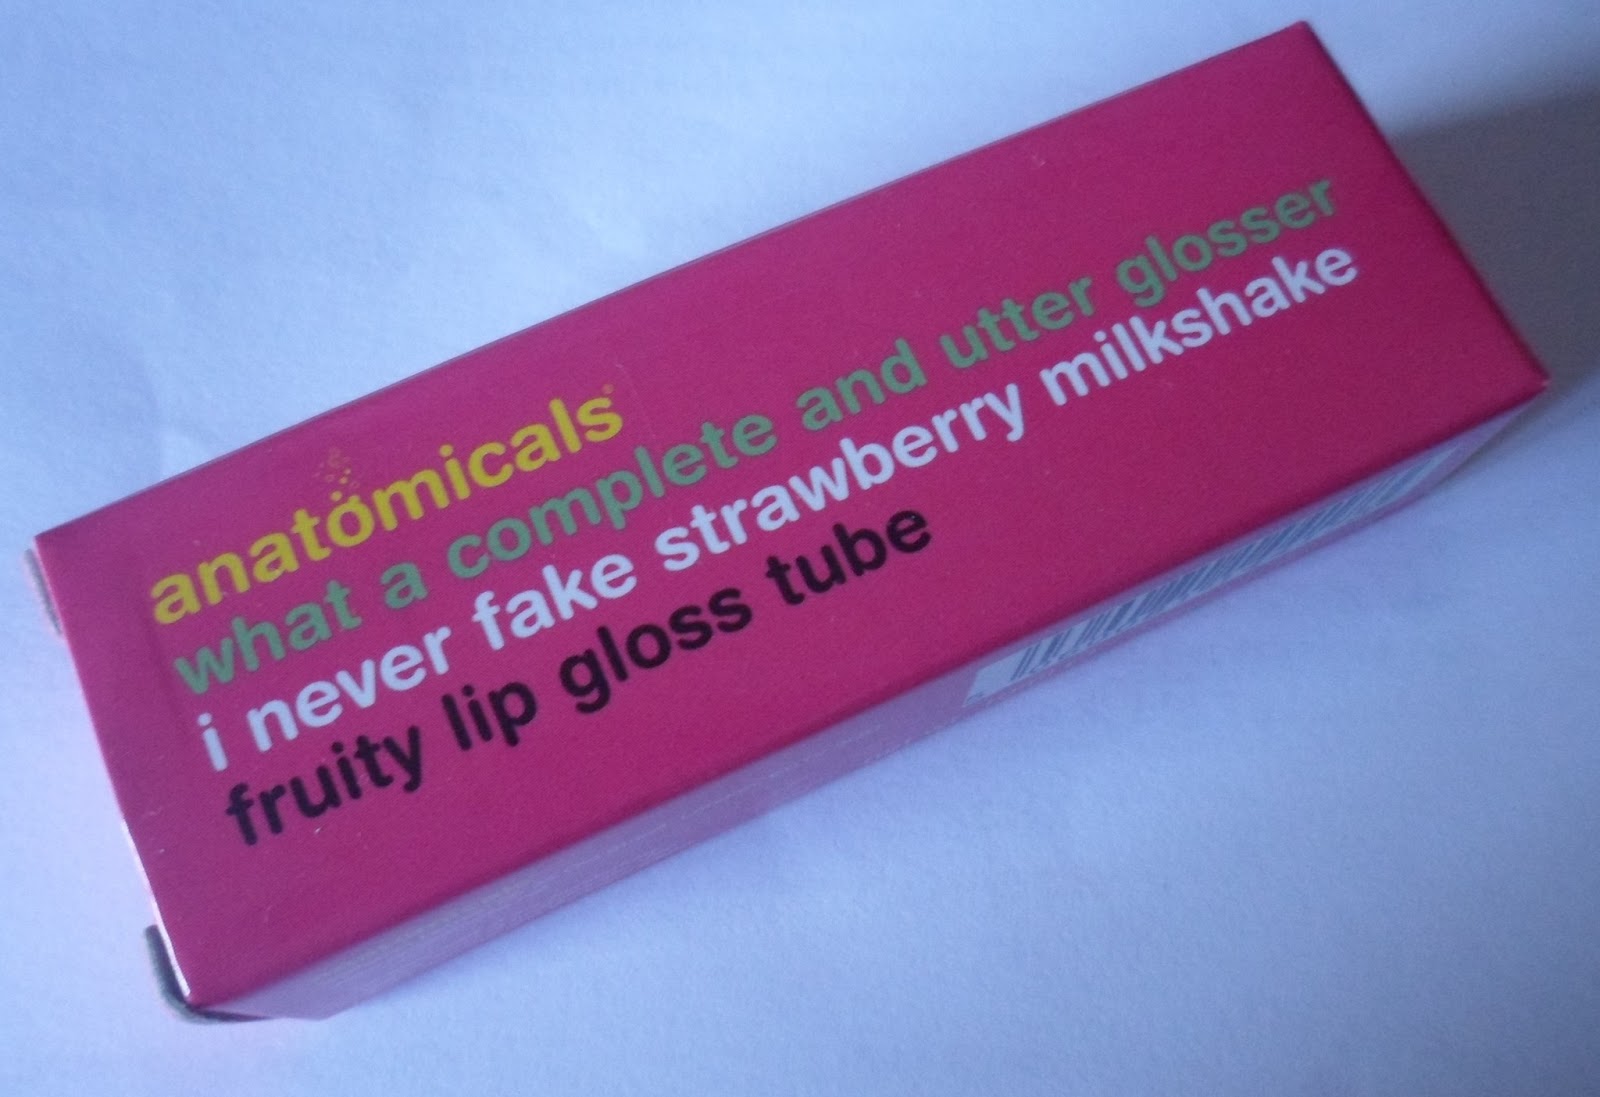 anatomicals
what a complete and utter glosser
i never fake strawberry milkshake
fruity lip gloss tube